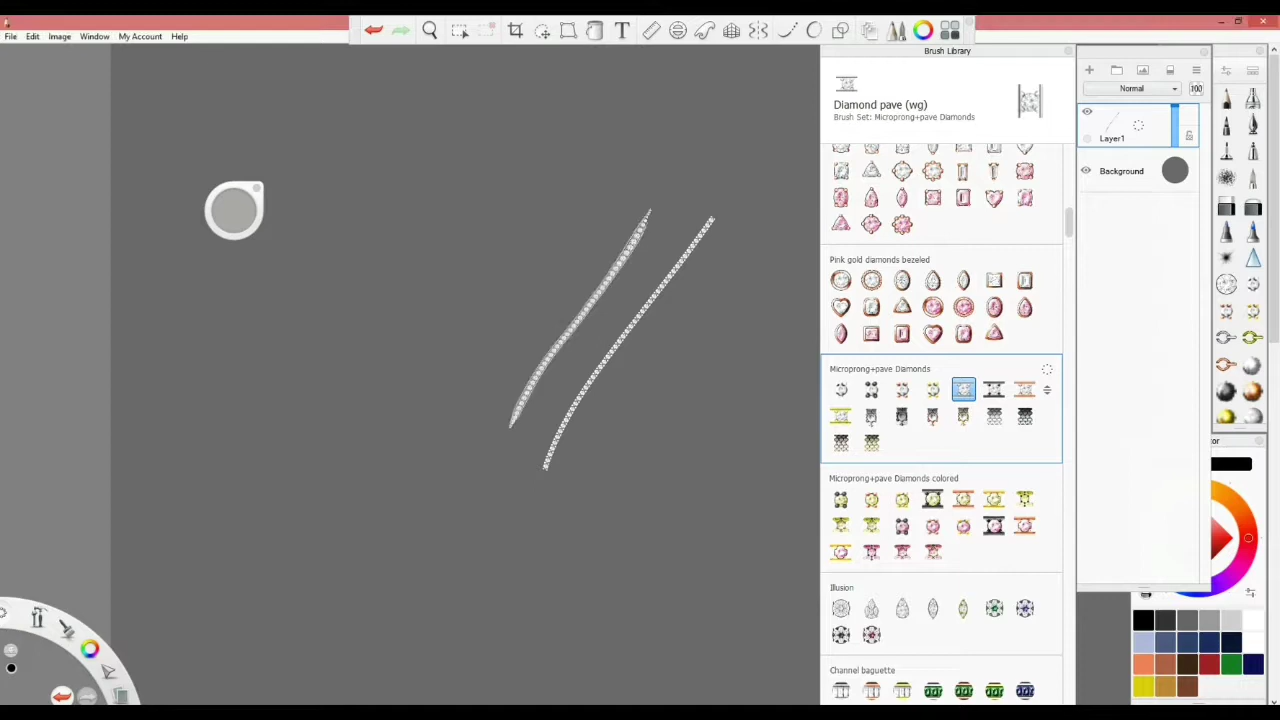 File Edit Image Window My Account Help
T
Brush Library
Diamond pave (wg)
Brush Set: Microprong+pave Diamonds
Pink gold diamonds bezeled
Microprong+pave Diamonds
Microprong+pave Diamonds colored
Illusion
Channel baguette
Normal
100
Layer1
Background
or